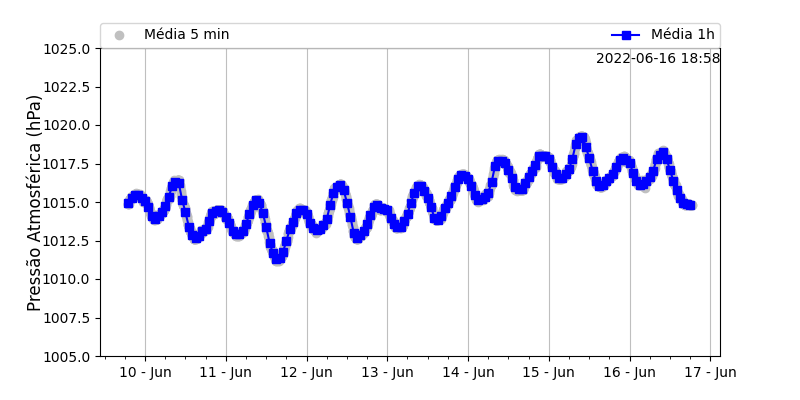 Média 5 min
Média 1h
2022-06-16 18:58
Pressão Atmosférica (hPa)
1025.0
1022.5
1020.0
1017.5
1015.0
1012.5
1010.0
1007.5
1005.0
10 - Jun
11 - Jun
12 - Jun
13 - Jun
14 - Jun
15 - Jun
16 - Jun
17 - Jun